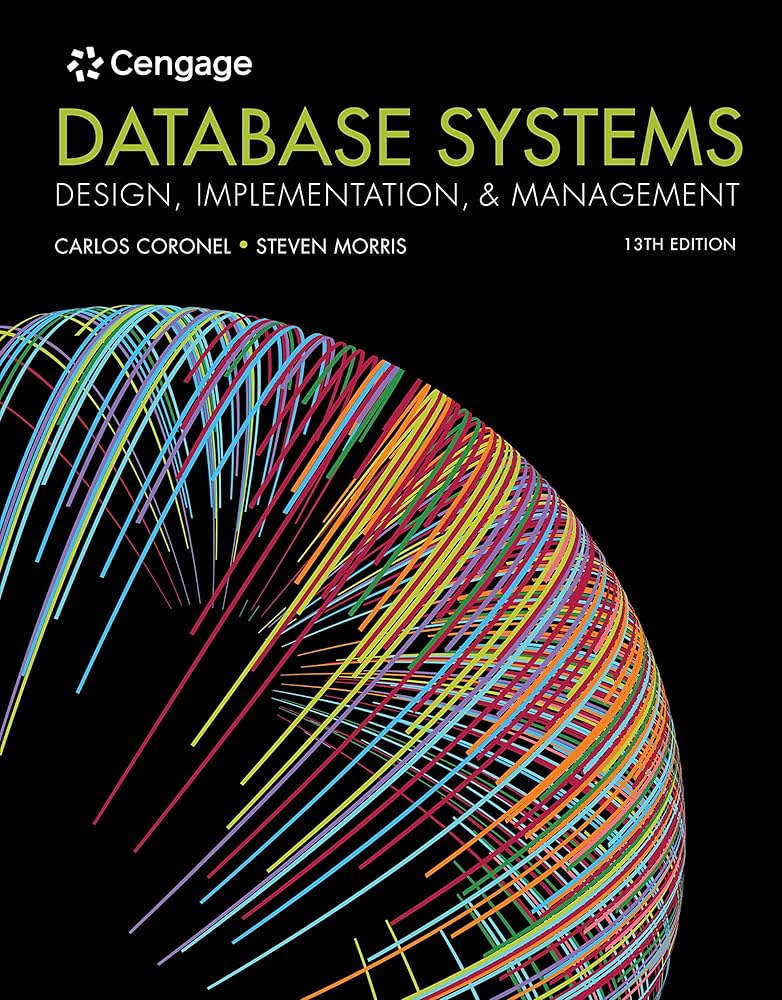 Cengage
DATABASE SYSTEMS
DESIGN, IMPLEMENTATION, & MANAGEMENT
CARLOS CORONEL • STEVEN MORRIS 13TH EDITION